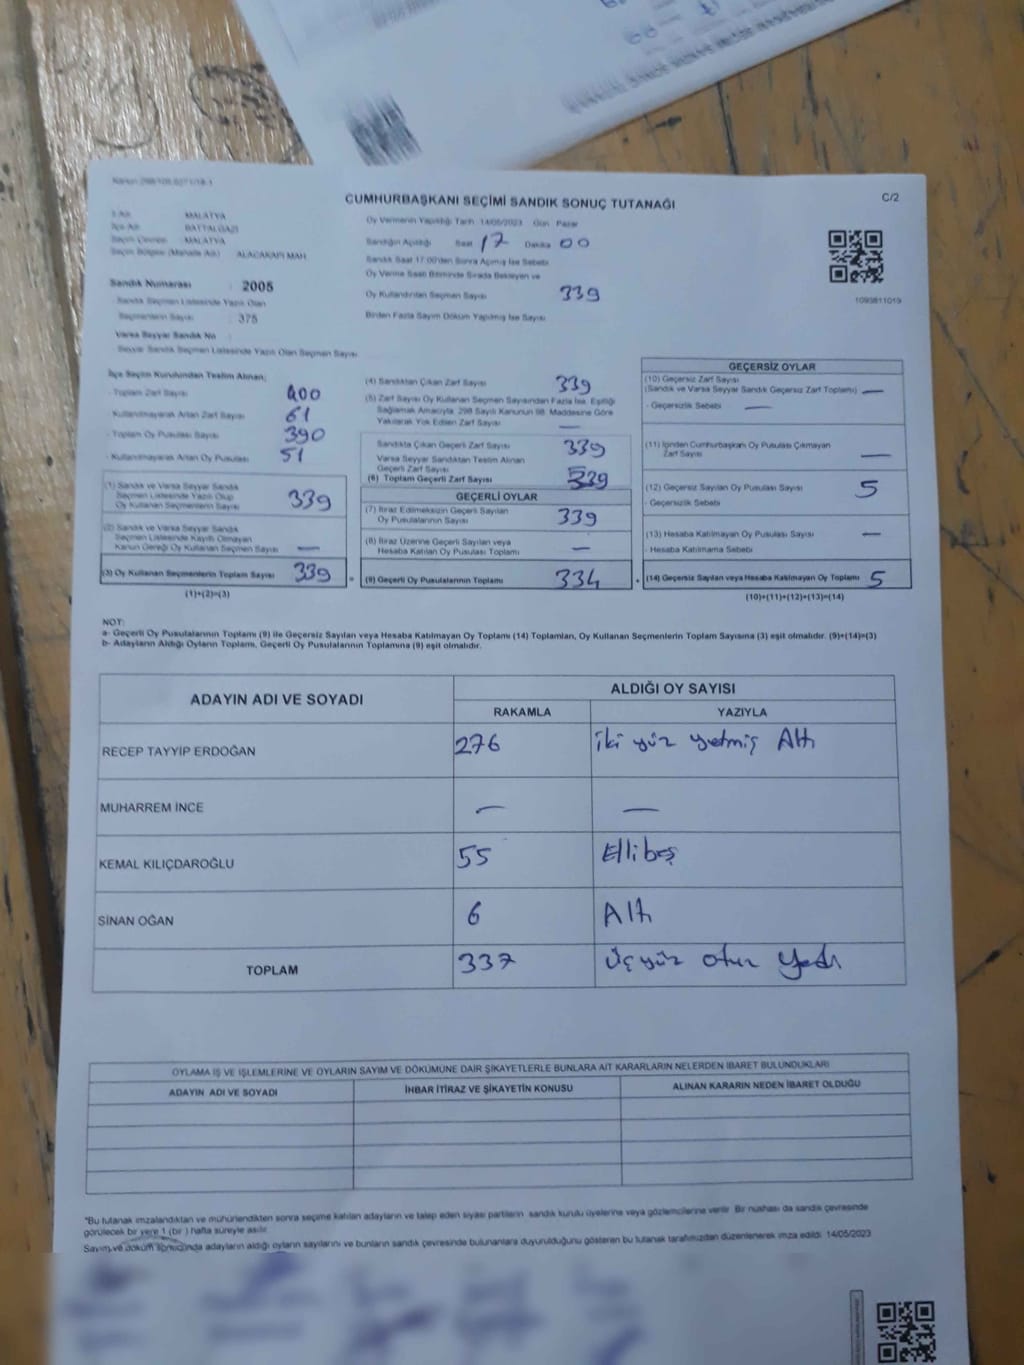 CUMHURBAŞKANI SEÇİMİ SANDIK SONUÇ TUTANAĞI
C/2
İl Adı MALATYA
İlçe Adı BATTALGAZİ
Seçim Çevresi MALATYA
Seçim Bölgesi (Mahalle Adı) ALACAKAPI MAH
Sandık Numarası 2005
Sandık Seçmen Listesinde Yazılı Olan
Seçmenlerin Sayısı 375
Varsa Seyyar Sandık No
Seyyar Sandık Seçmen Listesinde Yazılı Olan Seçmen Sayısı
Oy Vermenin Yapıldığı Tarih 14/05/2023 Gün Pazar
Sandığın Açıldığı Saat 17 Dakika 00
Sandık Saat 17:00'den Sonra Açılmış İse Sebebi
Oy Verme Saati Bitiminde Sırada Bekleyen ve
Oy Kullandırılan Seçmen Sayısı 339
Birden Fazla Sayım Döküm Yapılmış İse Sayısı
1093811019
İlçe Seçim Kurulundan Teslim Alınan;
- Toplam Zarf Sayısı 400
- Kullanılmayarak Artan Zarf Sayısı 61
- Toplam Oy Pusulası Sayısı 390
- Kullanılmayarak Artan Oy Pusulası 51
(1) Sandık ve Varsa Seyyar Sandık
Seçmen Listesinde Yazılı Olup
Oy Kullanan Seçmenlerin Sayısı 339
(2) Sandık ve Varsa Seyyar Sandık
Seçmen Listesinde Kayıtlı Olmayan
Kanun Gereği Oy Kullanan Seçmen Sayısı —
(3) Oy Kullanan Seçmenlerin Toplam Sayısı 339
(1)+(2)=(3)
(4) Sandıktan Çıkan Zarf Sayısı 339
(5) Zarf Sayısı Oy Kullanan Seçmen Sayısından Fazla İse, Eşitliği
Sağlamak Amacıyla, 298 Sayılı Kanunun 98. Maddesine Göre
Yakılarak Yok Edilen Zarf Sayısı —
Sandıkta Çıkan Geçerli Zarf Sayısı 339
Varsa Seyyar Sandıktan Teslim Alınan
Geçerli Zarf Sayısı
(6) Toplam Geçerli Zarf Sayısı 339
GEÇERLİ OYLAR
(7) İtiraz Edilmeksizin Geçerli Sayılan
Oy Pusulalarının Sayısı 339
(8) İtiraz Üzerine Geçerli Sayılan veya
Hesaba Katılan Oy Pusulası Toplamı —
(9) Geçerli Oy Pusulalarının Toplamı 334
GEÇERSİZ OYLAR
(10) Geçersiz Zarf Sayısı
(Sandık ve Varsa Seyyar Sandık Geçersiz Zarf Toplamı) —
- Geçersizlik Sebebi —
(11) İçinden Cumhurbaşkanı Oy Pusulası Çıkmayan
Zarf Sayısı —
(12) Geçersiz Sayılan Oy Pusulası Sayısı 5
- Geçersizlik Sebebi
(13) Hesaba Katılmayan Oy Pusulası Sayısı —
- Hesaba Katılmama Sebebi
(14) Geçersiz Sayılan veya Hesaba Katılmayan Oy Toplamı 5
(10)+(11)+(12)+(13)=(14)
NOT:
a- Geçerli Oy Pusulalarının Toplamı (9) ile Geçersiz Sayılan veya Hesaba Katılmayan Oy Toplamı (14) Toplamları, Oy Kullanan Seçmenlerin Toplam Sayısına (3) eşit olmalıdır. (9)+(14)=(3)
b- Adayların Aldığı Oyların Toplamı, Geçerli Oy Pusulalarının Toplamına (9) eşit olmalıdır.
ADAYIN ADI VE SOYADI
ALDIĞI OY SAYISI
RAKAMLA YAZIYLA
RECEP TAYYİP ERDOĞAN 276 iki yüz yetmiş Altı
MUHARREM İNCE — —
KEMAL KILIÇDAROĞLU 55 Ellibeş
SİNAN OĞAN 6 Altı
TOPLAM 337 Üçyüz otuz Yedi
OYLAMA İŞ VE İŞLEMLERİNE VE OYLARIN SAYIM VE DÖKÜMÜNE DAİR ŞİKAYETLERLE BUNLARA AİT KARARLARIN NELERDEN İBARET BULUNDUKLARI
ADAYIN ADI VE SOYADI İHBAR İTİRAZ VE ŞİKAYETİN KONUSU ALINAN KARARIN NEDEN İBARET OLDUĞU
*Bu tutanak imzalandıktan ve mühürlendikten sonra seçime katılan adayların ve talep eden siyasi partilerin sandık kurulu üyelerine veya gözlemcilerine verilir. Bir nüshası da sandık çevresinde
görülecek bir yere 1 (bir) hafta süreyle asılır.
Sayım ve döküm sonucunda adayların aldığı oyların sayılarını ve bunların sandık çevresinde bulunanlara duyurulduğunu gösteren bu tutanak tarafımızdan düzenlenerek imza edildi. 14/05/2023